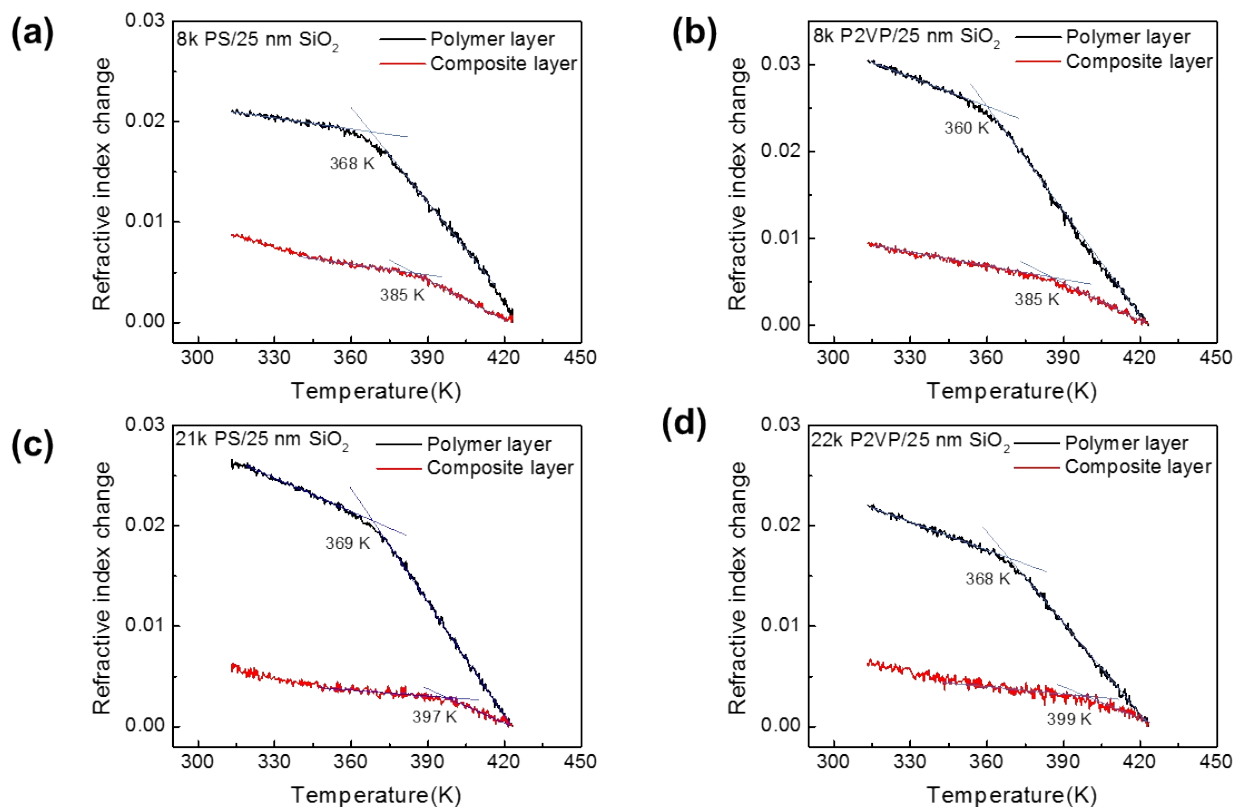 (a)
8k PS/25 nm SiO₂
Polymer layer
Composite layer
0.03
0.02
0.01
0.00
368 K
385 K
300 330 360 390 420 450
Refractive index change
Temperature(K)
(b)
8k P2VP/25 nm SiO₂
Polymer layer
Composite layer
0.03
0.02
0.01
0.00
360 K
385 K
300 330 360 390 420 450
Refractive index change
Temperature(K)
(c)
21k PS/25 nm SiO₂
Polymer layer
Composite layer
0.03
0.02
0.01
0.00
369 K
397 K
300 330 360 390 420 450
Refractive index change
Temperature(K)
(d)
22k P2VP/25 nm SiO₂
Polymer layer
Composite layer
0.03
0.02
0.01
0.00
368 K
399 K
300 330 360 390 420 450
Refractive index change
Temperature(K)